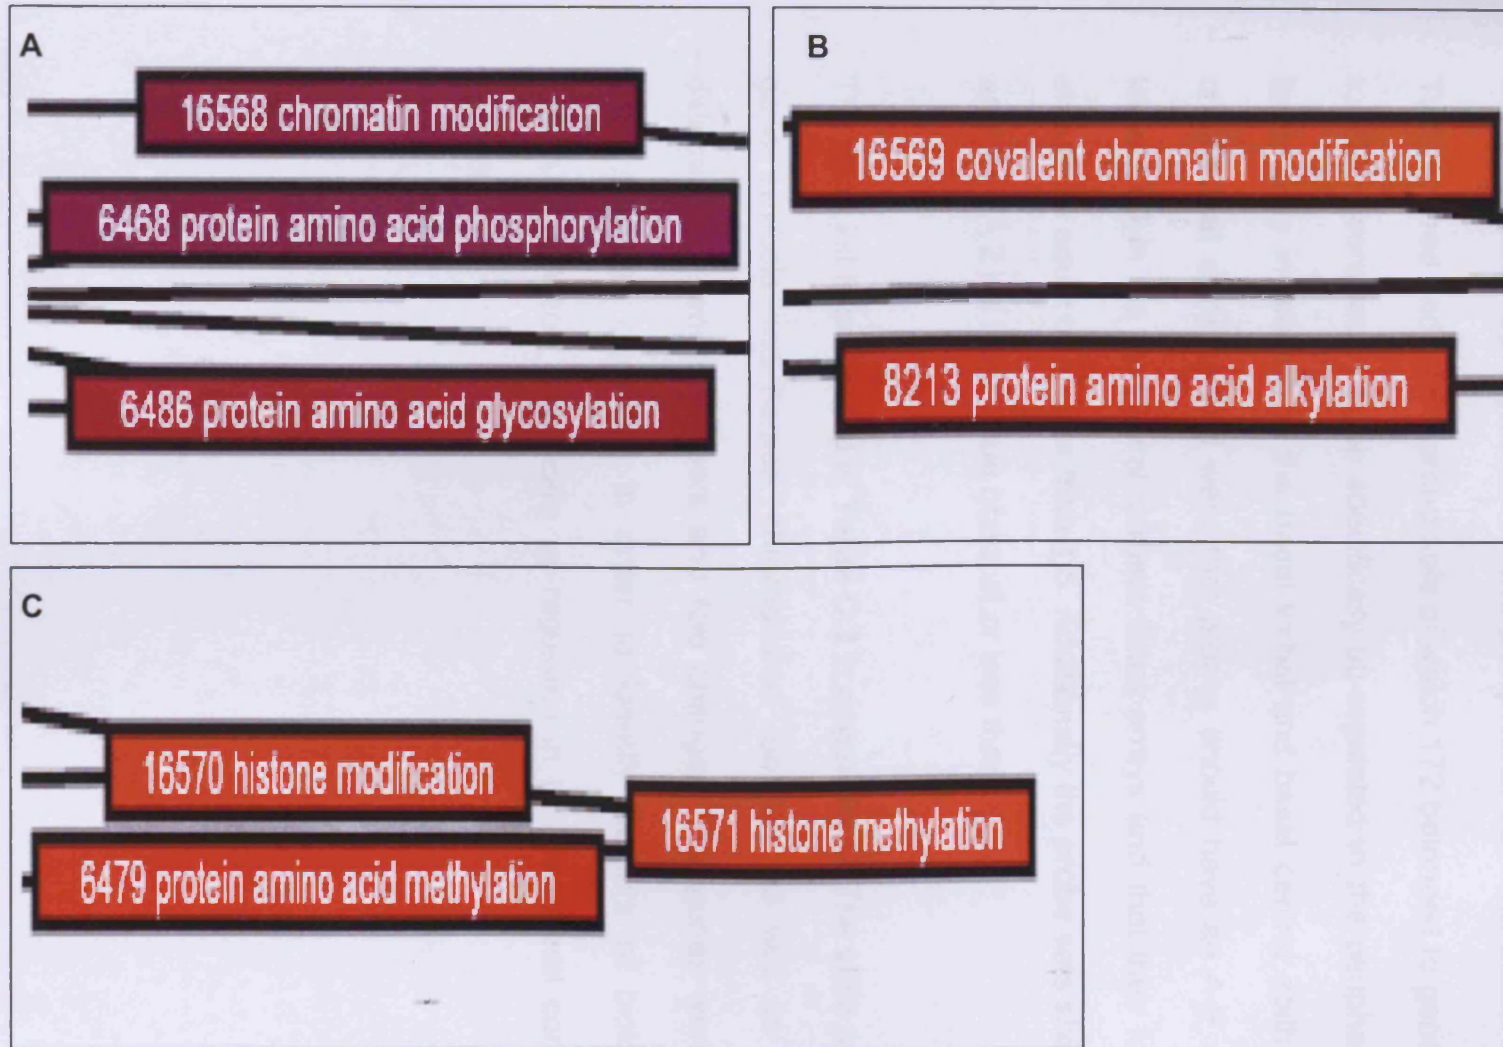 A
16568 chromatin modification
6468 protein amino acid phosphorylation
6486 protein amino acid glycosylation
B
16569 covalent chromatin modification
8213 protein amino acid alkylation
C
16570 histone modification
6479 protein amino acid methylation
16571 histone methylation